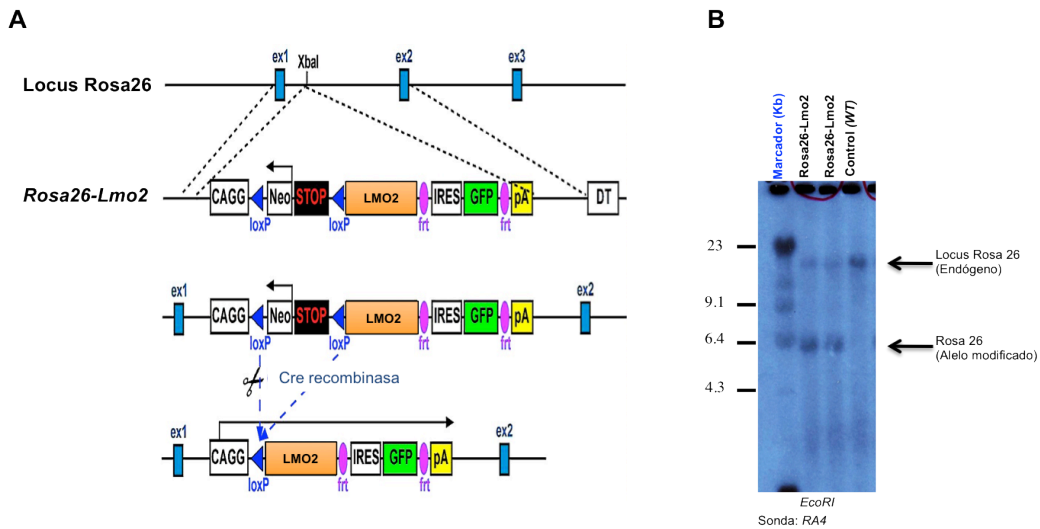 A
ex1
XbaI
ex2
ex3
Locus Rosa26
Rosa26-Lmo2
CAGG
Neo
STOP
LMO2
IRES
GFP
pA
DT
loxP
loxP
frt
frt
ex1
ex2
CAGG
Neo
STOP
LMO2
IRES
GFP
pA
loxP
loxP
frt
frt
Cre recombinasa
ex1
ex2
CAGG
LMO2
IRES
GFP
pA
loxP
frt
frt
B
Marcador (Kb)
Rosa26-Lmo2
Rosa26-Lmo2
Control (WT)
23
9.1
6.4
4.3
Locus Rosa 26
(Endógeno)
Rosa 26
(Alelo modificado)
EcoRI
Sonda: RA4